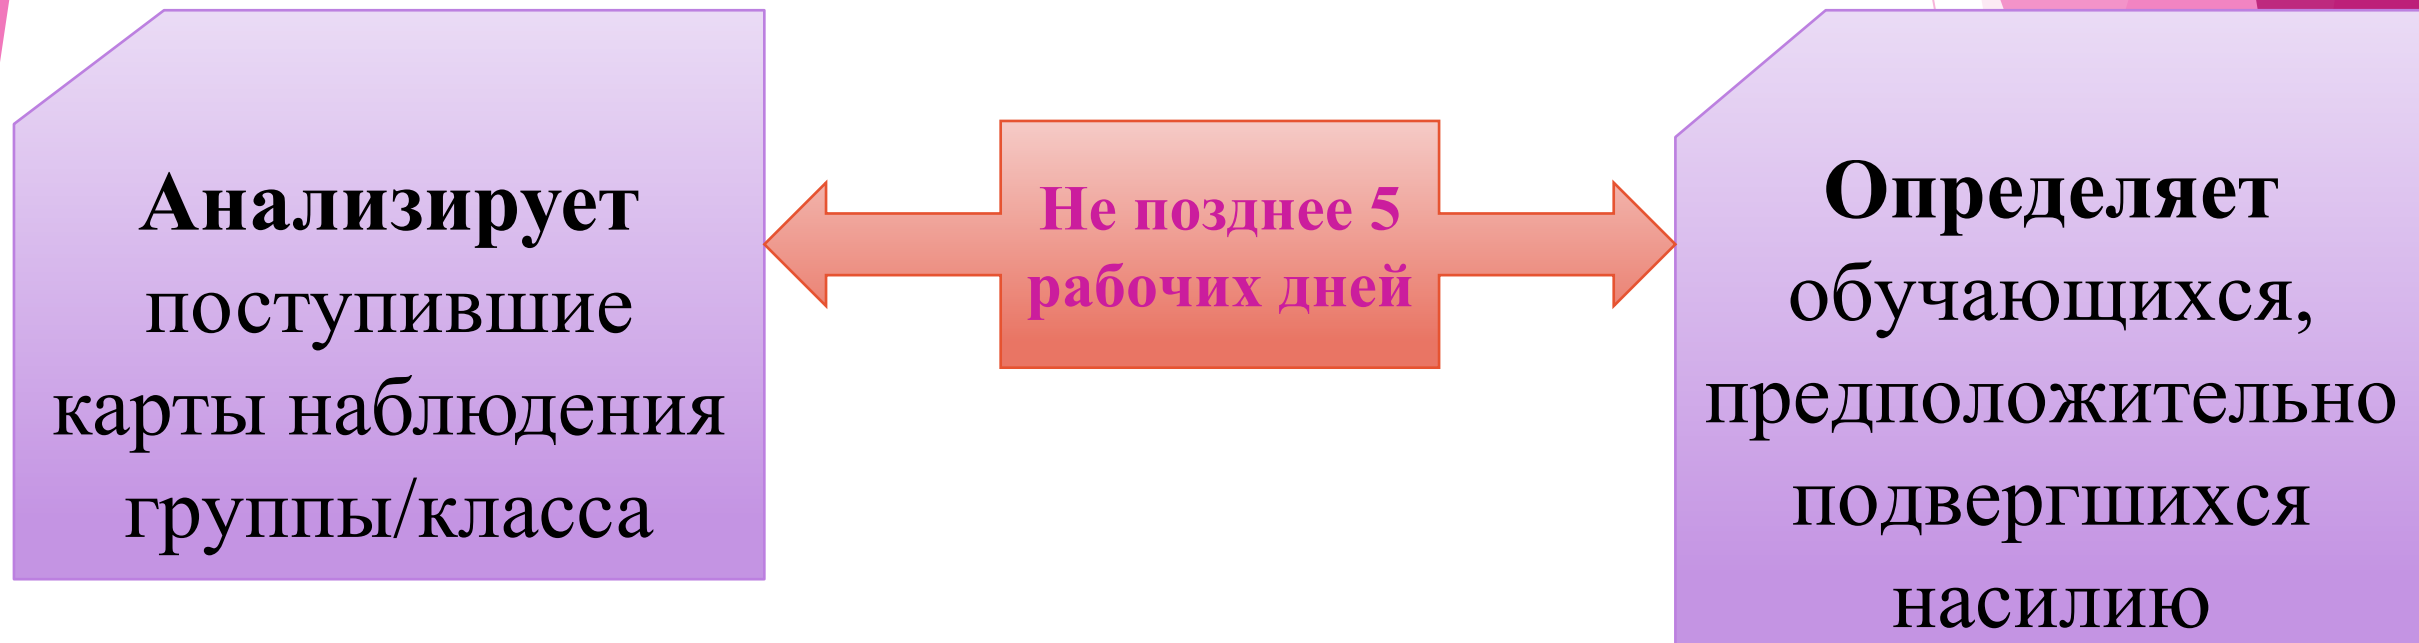 Анализирует
поступившие
карты наблюдения
группы/класса
Не позднее 5
рабочих дней
Определяет
обучающихся,
предположительно
подвергшихся
насилию